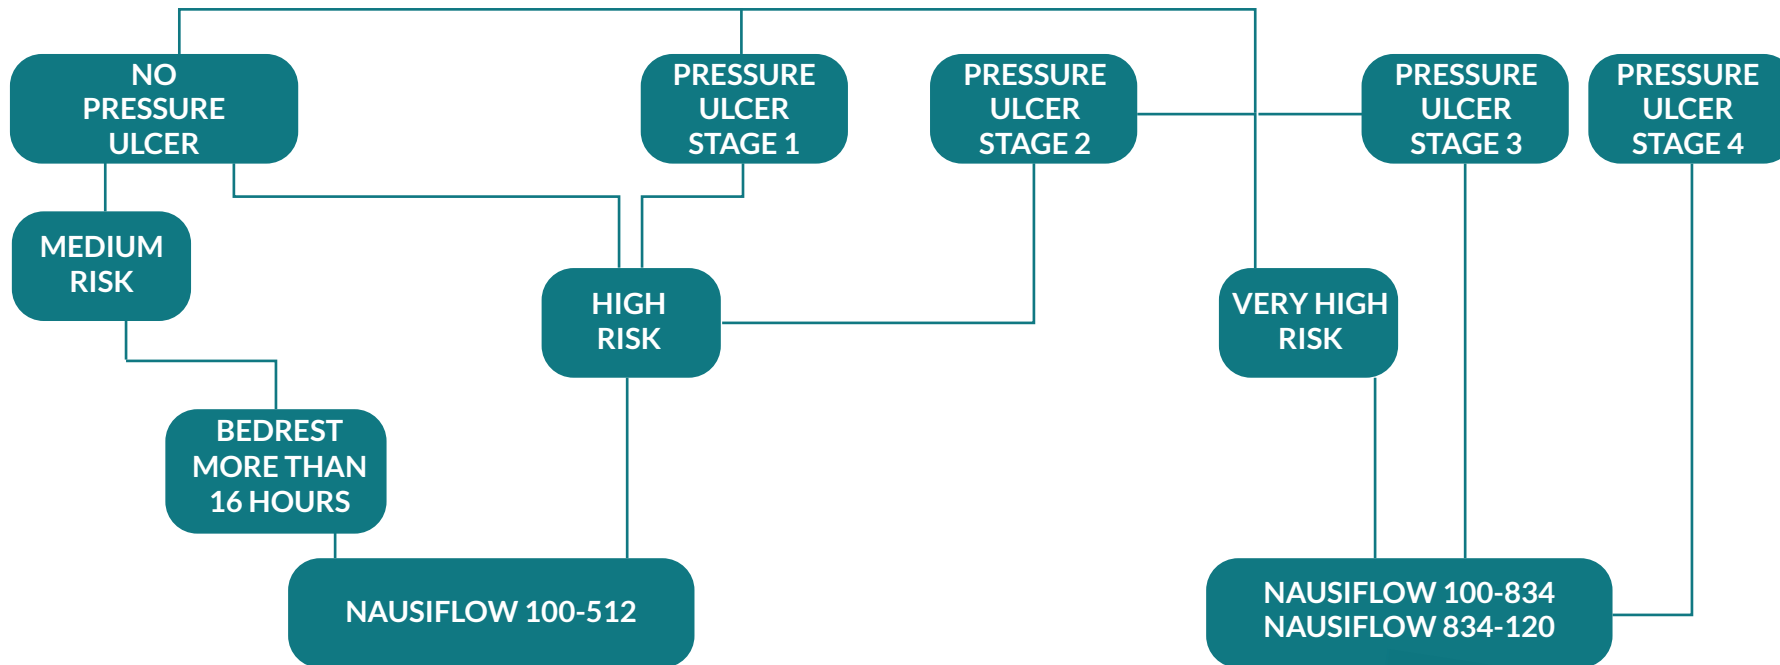 NO
PRESSURE
ULCER
PRESSURE
ULCER
STAGE 1
PRESSURE
ULCER
STAGE 2
PRESSURE
ULCER
STAGE 3
PRESSURE
ULCER
STAGE 4
MEDIUM
RISK
HIGH
RISK
VERY HIGH
RISK
BEDREST
MORE THAN
16 HOURS
NAUSIFLOW 100-512
NAUSIFLOW 100-834
NAUSIFLOW 834-120